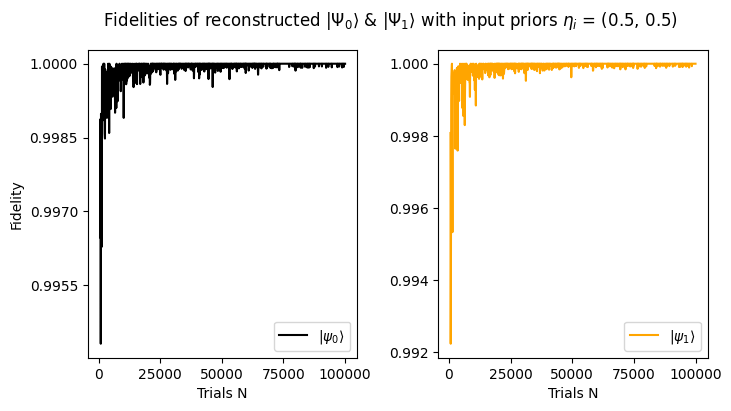 Fidelities of reconstructed |Ψ₀⟩ & |Ψ₁⟩ with input priors ηᵢ = (0.5, 0.5)
Fidelity
1.0000
0.9985
0.9970
0.9955
0 25000 50000 75000 100000
Trials N
|ψ₀⟩
1.000
0.998
0.996
0.994
0.992
0 25000 50000 75000 100000
Trials N
|ψ₁⟩